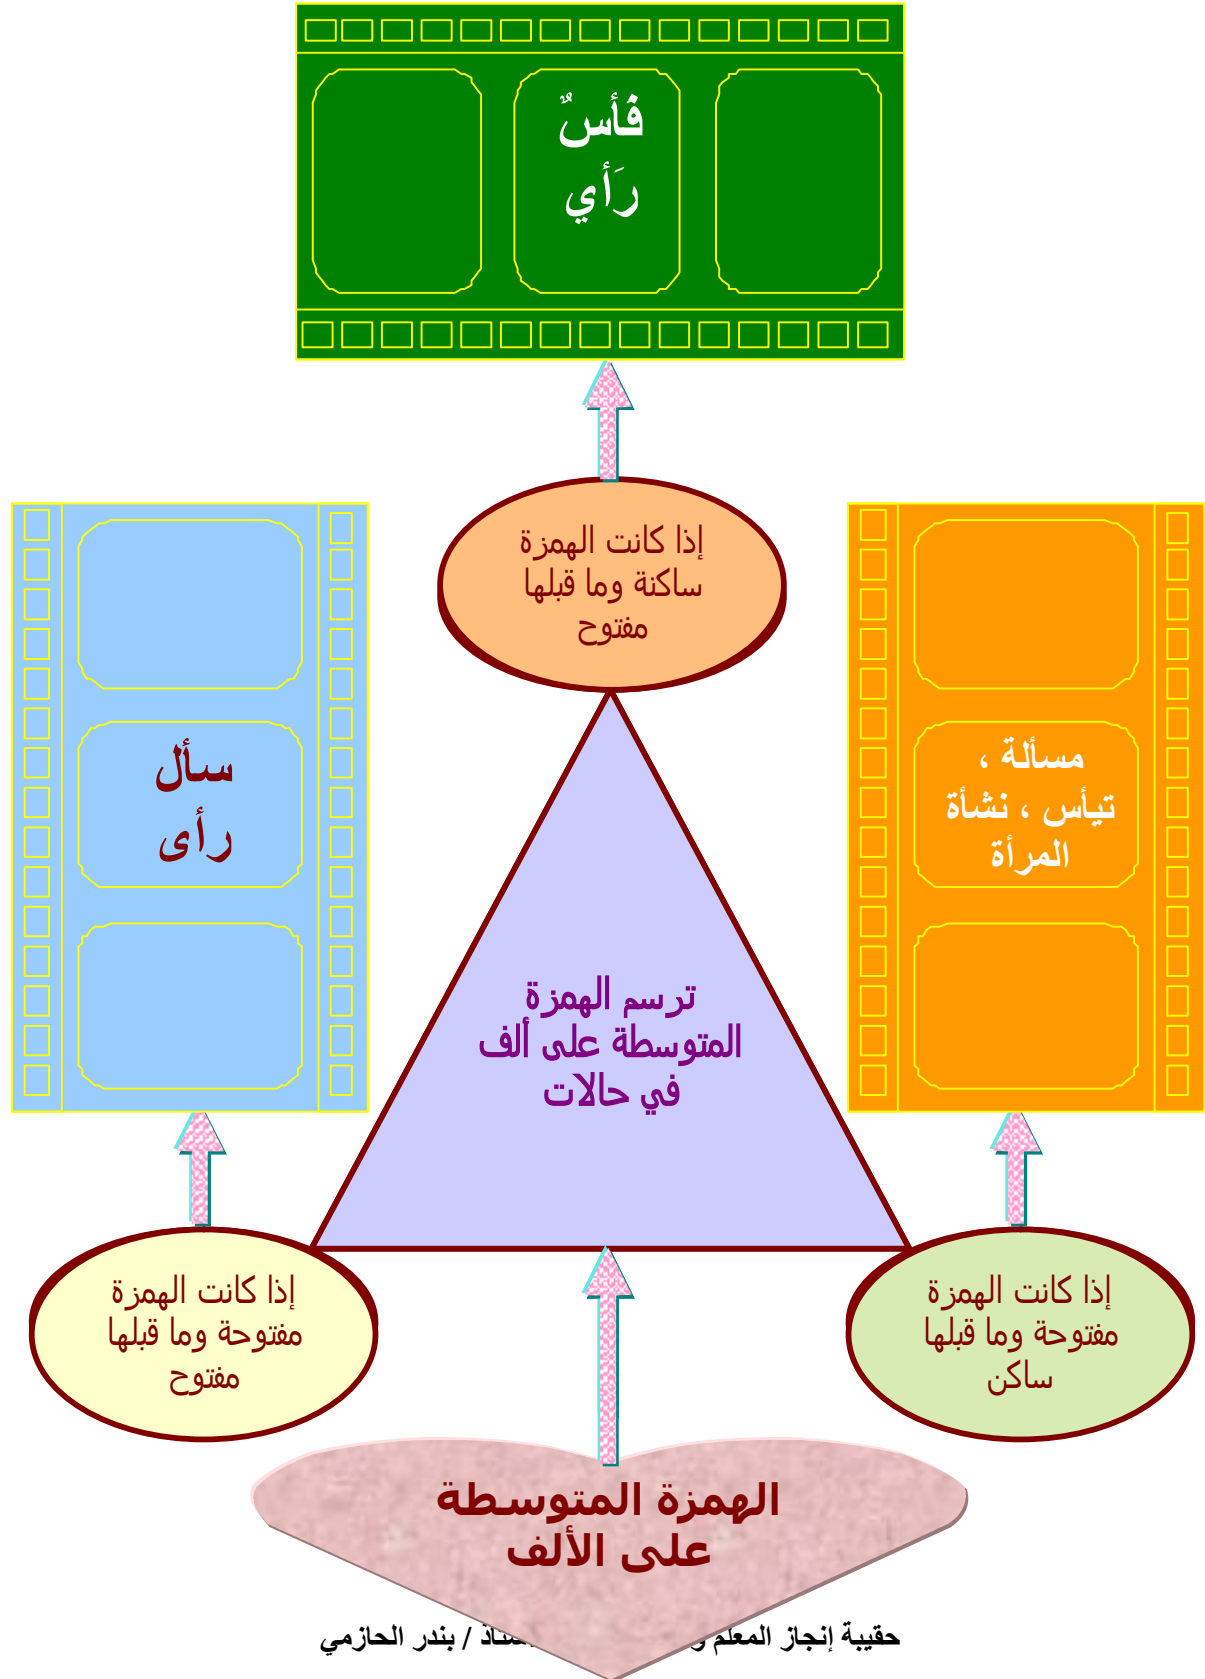 فأسٌ
رَأي
إذا كانت الهمزة
ساكنة وما قبلها
مفتوح
مسألة ،
تيأس ، نشأة
المرأة
سأل
رأى
ترسم الهمزة
المتوسطة على ألف
في حالات
إذا كانت الهمزة
مفتوحة وما قبلها
ساكن
إذا كانت الهمزة
مفتوحة وما قبلها
مفتوح
الهمزة المتوسطة
على الألف
حقيبة إنجاز المعلم / بندر الحازمي